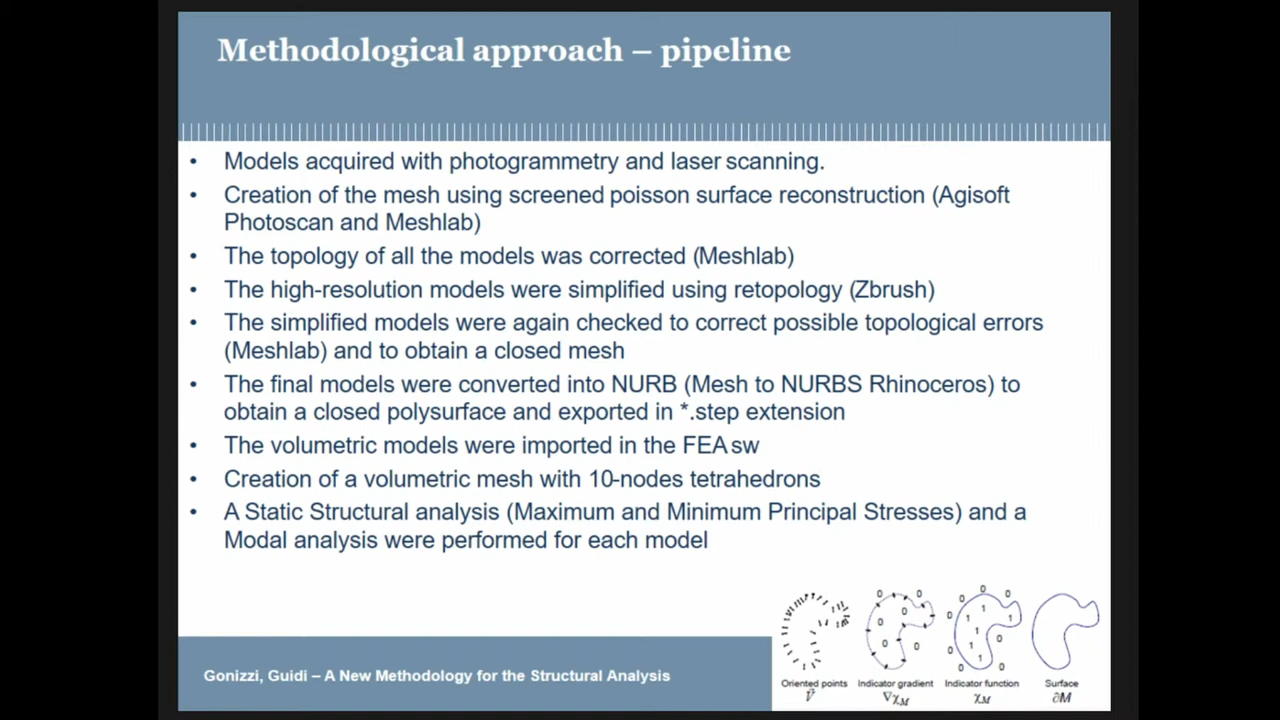 Methodological approach – pipeline
• Models acquired with photogrammetry and laser scanning.
• Creation of the mesh using screened poisson surface reconstruction (Agisoft
Photoscan and Meshlab)
• The topology of all the models was corrected (Meshlab)
• The high-resolution models were simplified using retopology (Zbrush)
• The simplified models were again checked to correct possible topological errors
(Meshlab) and to obtain a closed mesh
• The final models were converted into NURB (Mesh to NURBS Rhinoceros) to
obtain a closed polysurface and exported in *.step extension
• The volumetric models were imported in the FEA sw
• Creation of a volumetric mesh with 10-nodes tetrahedrons
• A Static Structural analysis (Maximum and Minimum Principal Stresses) and a
Modal analysis were performed for each model
Gonizzi, Guidi – A New Methodology for the Structural Analysis
Oriented points Indicator gradient Indicator function Surface
V⃗ ∇χM χM ∂M